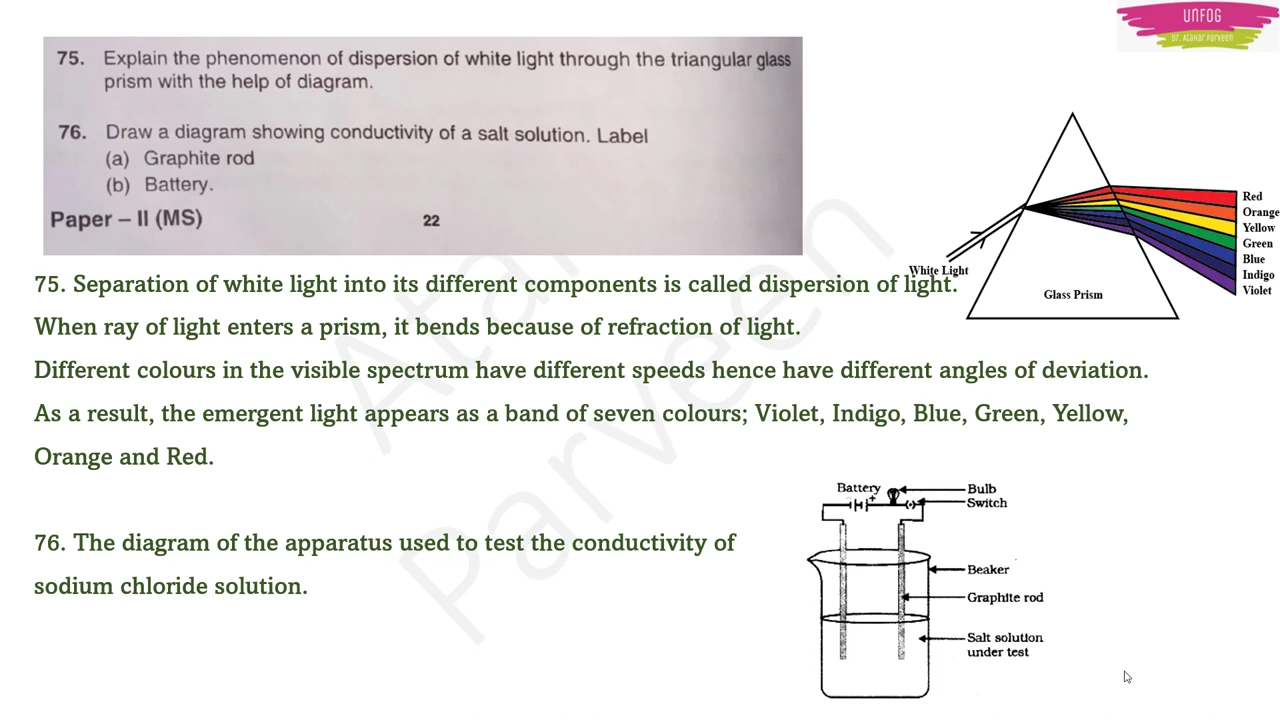 UNFOG
Dr. Atahar Parveen
75. Explain the phenomenon of dispersion of white light through the triangular glass
prism with the help of diagram.
76. Draw a diagram showing conductivity of a salt solution. Label
(a) Graphite rod
(b) Battery.
Paper – II (MS)
22
White Light
Glass Prism
Red
Orange
Yellow
Green
Blue
Indigo
Violet
75. Separation of white light into its different components is called dispersion of light.
When ray of light enters a prism, it bends because of refraction of light.
Different colours in the visible spectrum have different speeds hence have different angles of deviation.
As a result, the emergent light appears as a band of seven colours; Violet, Indigo, Blue, Green, Yellow,
Orange and Red.
76. The diagram of the apparatus used to test the conductivity of
sodium chloride solution.
Battery
+
Bulb
Switch
Beaker
Graphite rod
Salt solution
under test
Parveen